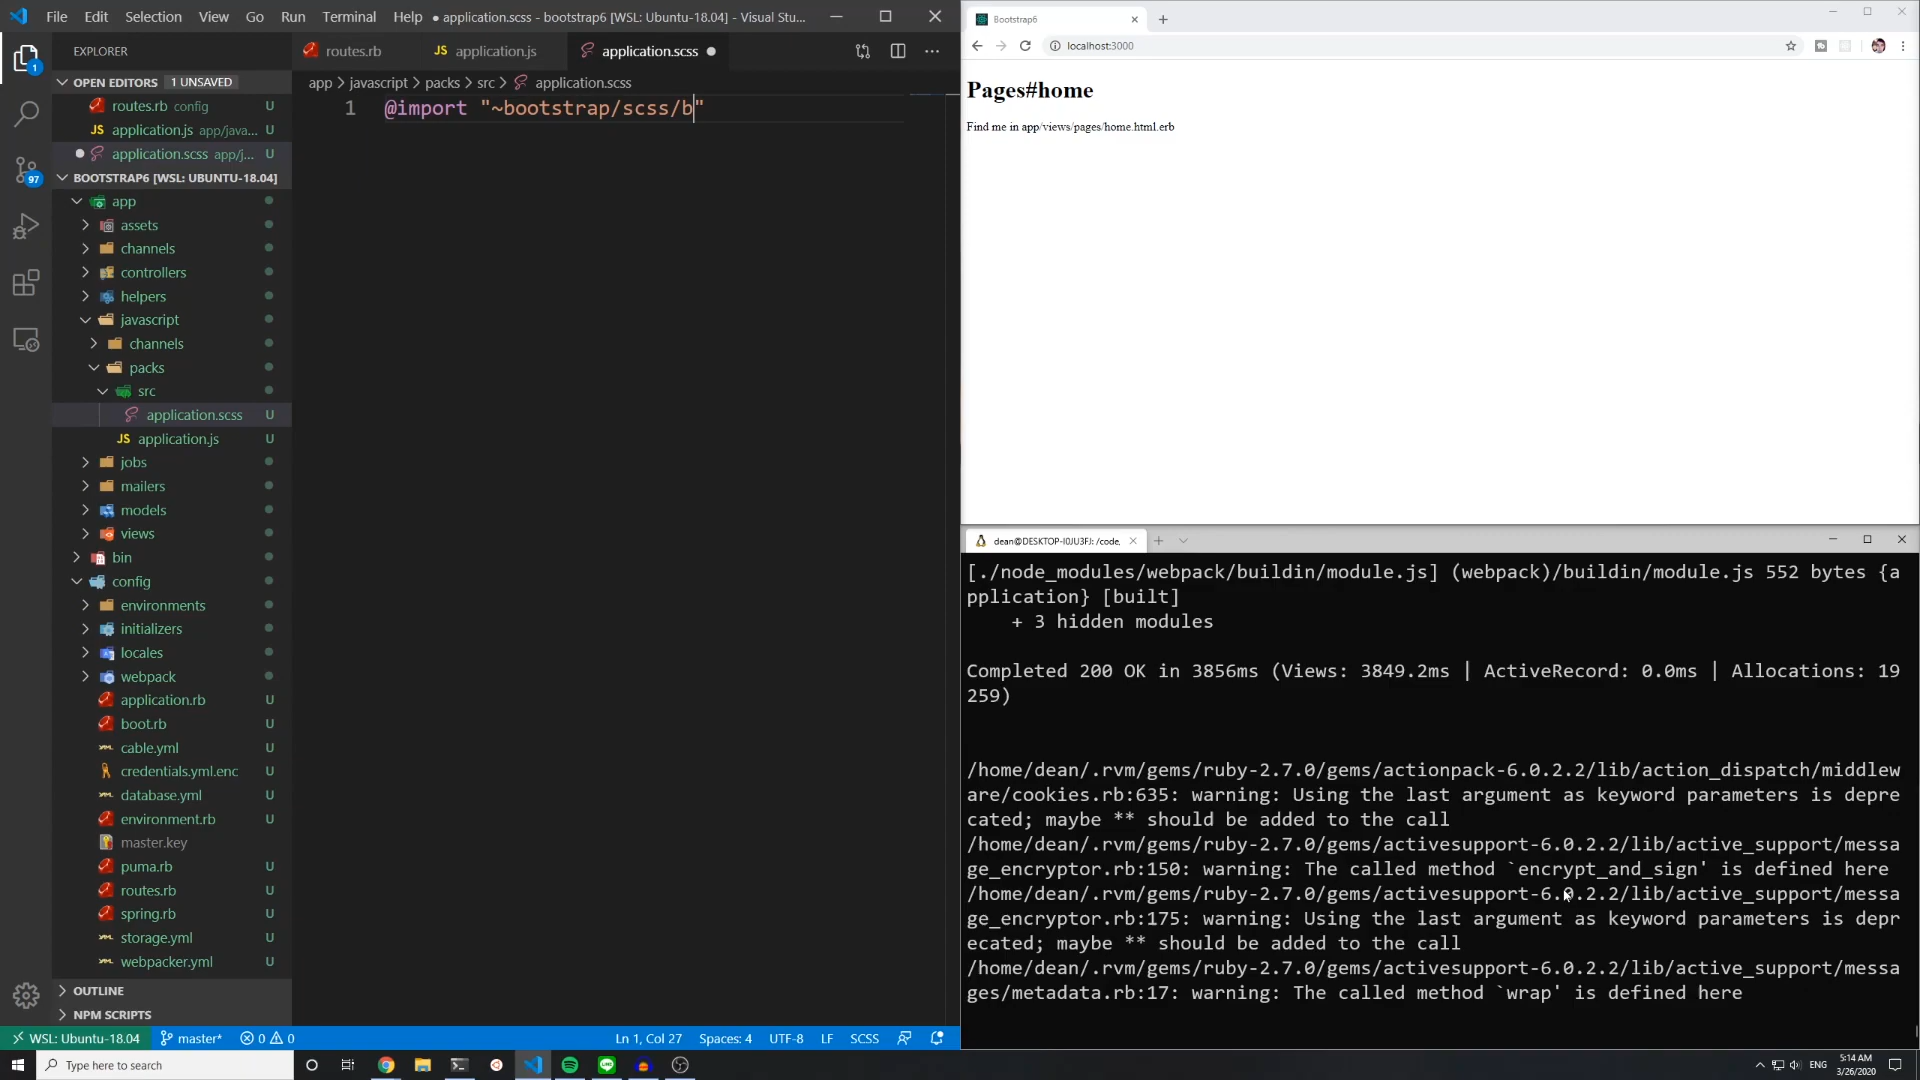 File Edit Selection View Go Run Terminal Help ● application.scss - bootstrap6 [WSL: Ubuntu-18.04] - Visual Stu...
EXPLORER
OPEN EDITORS 1 UNSAVED
routes.rb config U
JS application.js app/java... U
application.scss app/j... U
BOOTSTRAP6 [WSL: UBUNTU-18.04]
app
assets
channels
controllers
helpers
javascript
channels
packs
src
application.scss U
JS application.js U
jobs
mailers
models
views
bin
config
environments
initializers
locales
webpack
application.rb U
boot.rb U
cable.yml U
credentials.yml.enc U
database.yml U
environment.rb U
master.key
puma.rb U
routes.rb U
spring.rb U
storage.yml U
webpacker.yml U
OUTLINE
NPM SCRIPTS
1
97
routes.rb JS application.js application.scss
app > javascript > packs > src > application.scss
1 @import "~bootstrap/scss/b"
WSL: Ubuntu-18.04 master* 0 0 Ln 1, Col 27 Spaces: 4 UTF-8 LF SCSS
Bootstrap6
localhost:3000
Pages#home
Find me in app/views/pages/home.html.erb
dean@DESKTOP-I0JU3FJ: /code,
[./node_modules/webpack/buildin/module.js] (webpack)/buildin/module.js 552 bytes {a
pplication} [built]
+ 3 hidden modules
Completed 200 OK in 3856ms (Views: 3849.2ms | ActiveRecord: 0.0ms | Allocations: 19
259)
/home/dean/.rvm/gems/ruby-2.7.0/gems/actionpack-6.0.2.2/lib/action_dispatch/middlew
are/cookies.rb:635: warning: Using the last argument as keyword parameters is depre
cated; maybe ** should be added to the call
/home/dean/.rvm/gems/ruby-2.7.0/gems/activesupport-6.0.2.2/lib/active_support/messa
ge_encryptor.rb:150: warning: The called method `encrypt_and_sign' is defined here
/home/dean/.rvm/gems/ruby-2.7.0/gems/activesupport-6.0.2.2/lib/active_support/messa
ge_encryptor.rb:175: warning: Using the last argument as keyword parameters is depr
ecated; maybe ** should be added to the call
/home/dean/.rvm/gems/ruby-2.7.0/gems/activesupport-6.0.2.2/lib/active_support/messa
ges/metadata.rb:17: warning: The called method `wrap' is defined here
Type here to search
ENG
5:14 AM
3/26/2020